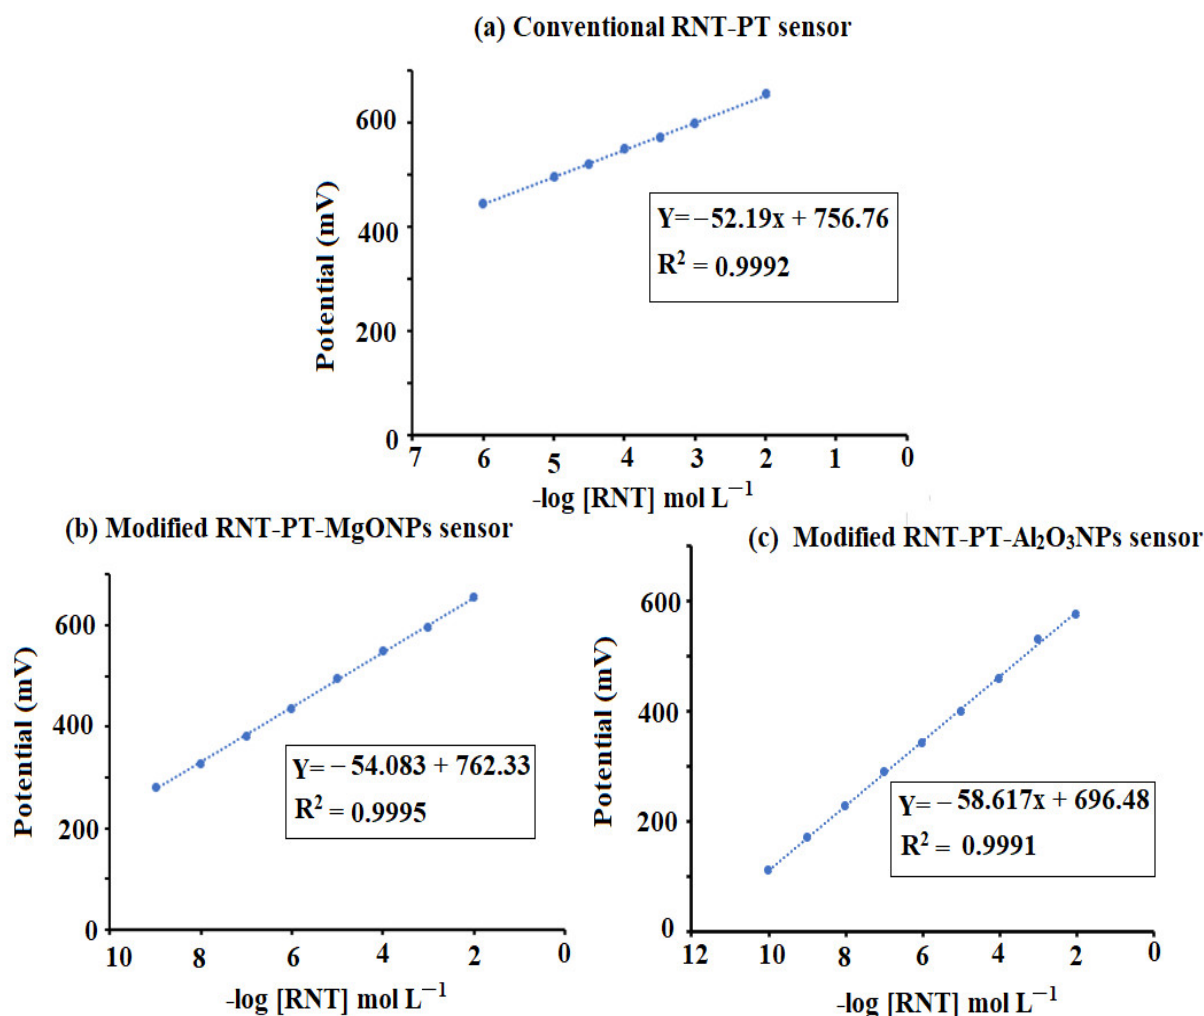 (a) Conventional RNT-PT sensor
Potential (mV)
600
400
200
0
Y= −52.19x + 756.76
R² = 0.9992
7 6 5 4 3 2 1 0
-log [RNT] mol L⁻¹
(b) Modified RNT-PT-MgONPs sensor
Potential (mV)
600
400
200
0
Y= − 54.083 + 762.33
R² = 0.9995
10 8 6 4 2 0
-log [RNT] mol L⁻¹
(c) Modified RNT-PT-Al₂O₃NPs sensor
Potential (mV)
600
400
200
0
Y= − 58.617x + 696.48
R² = 0.9991
12 10 8 6 4 2 0
-log [RNT] mol L⁻¹